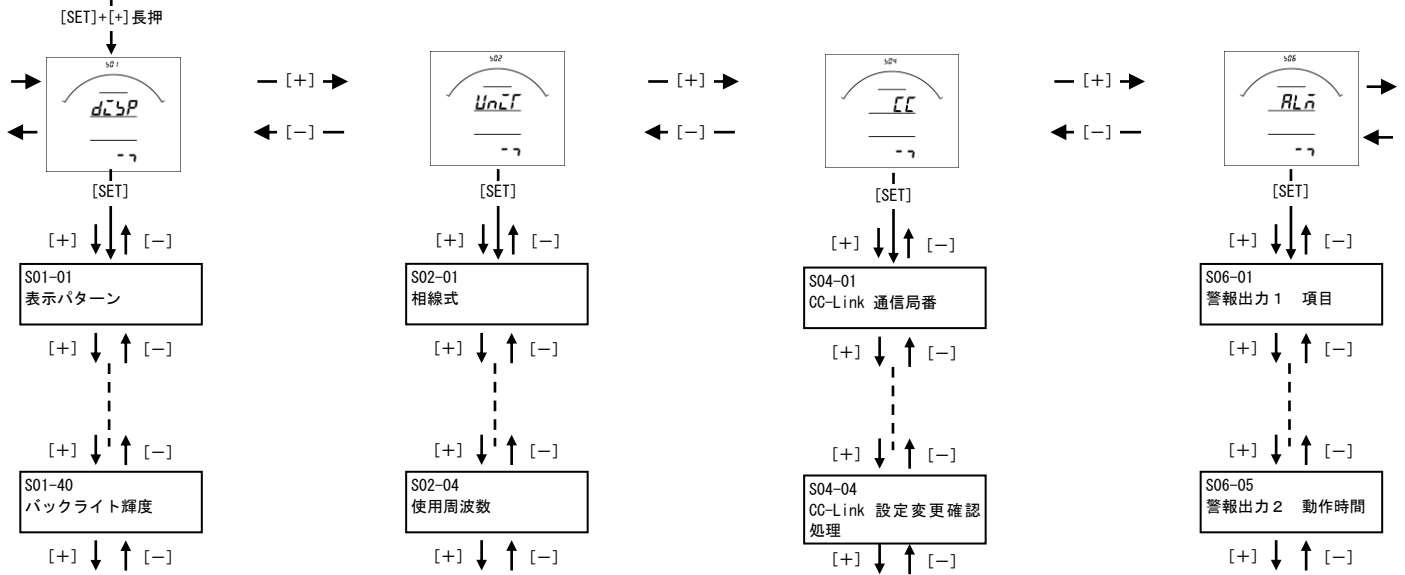 [SET]+[+]長押
S01 S02 S04 S06
dISP UnIT CC ALm
[+] [+] [+]
[−] [−] [−]
[SET] [SET] [SET] [SET]
[+] [−] [+] [−] [+] [−] [+] [−]
S01-01
表示パターン
S02-01
相線式
S04-01
CC-Link 通信局番
S06-01
警報出力1 項目
[+] [−] [+] [−] [+] [−] [+] [−]
[+] [−] [+] [−] [+] [−] [+] [−]
S01-40
バックライト輝度
S02-04
使用周波数
S04-04
CC-Link 設定変更確認
処理
S06-05
警報出力2 動作時間
[+] [−] [+] [−] [+] [−] [+] [−]